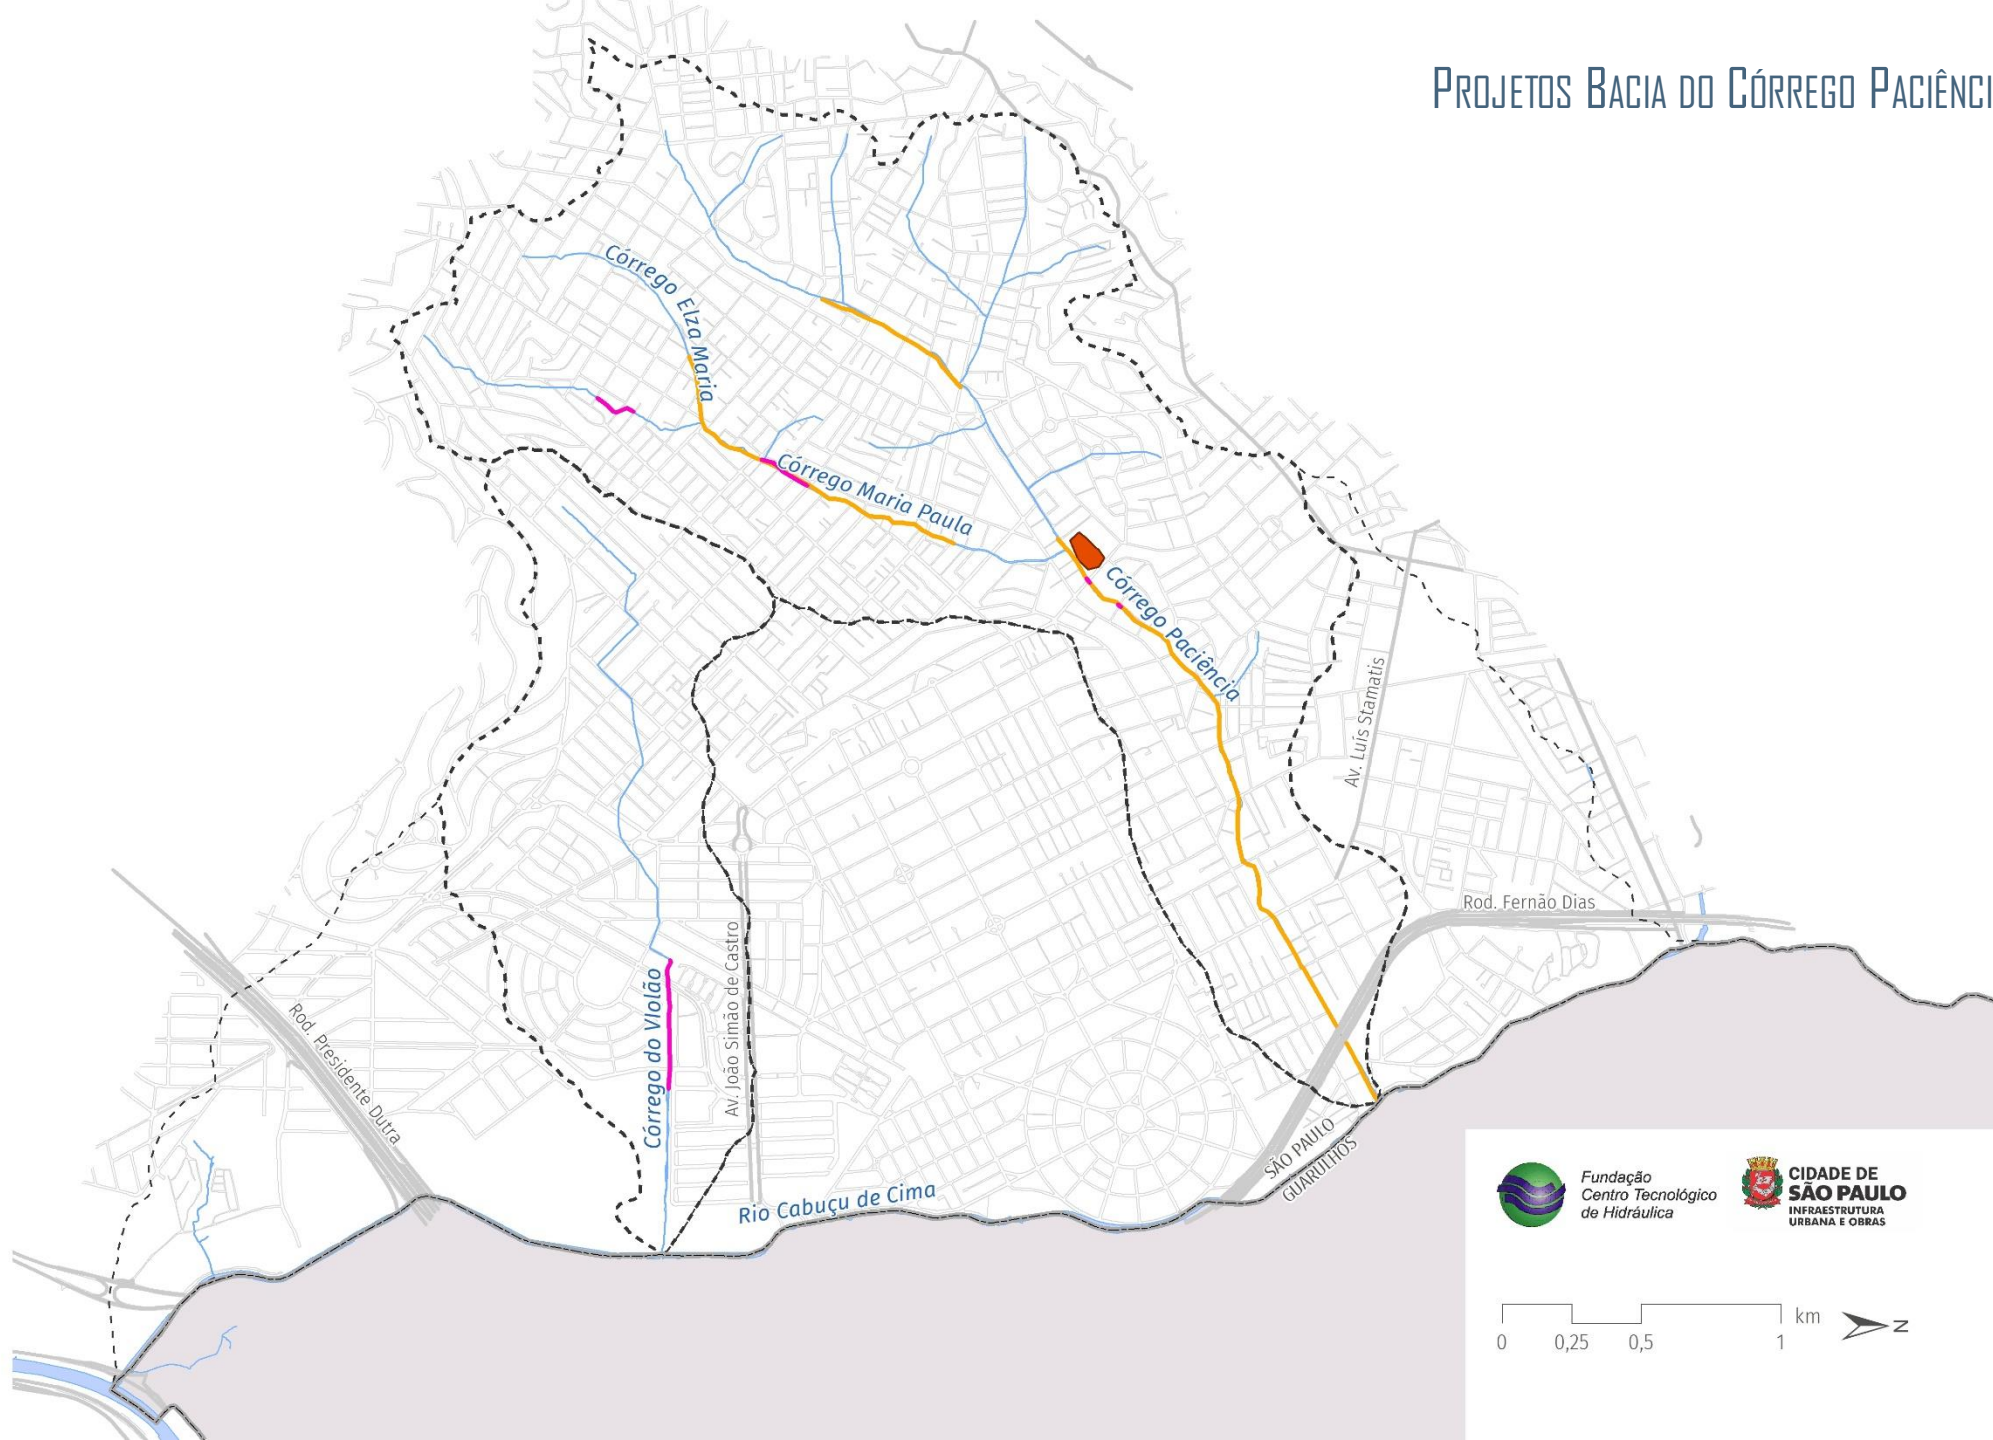 PROJETOS BACIA DO CÓRREGO PACIÊNCI
Córrego Elza Maria
Córrego Maria Paula
Córrego Paciência
Av. Luís Stamatis
Rod. Fernão Dias
Av. João Simão de Castro
Córrego do VIolão
Rod. Presidente Dutra
Rio Cabuçu de Cima
SÃO PAULO
GUARULHOS
Fundação
Centro Tecnológico
de Hidráulica
CIDADE DE
SÃO PAULO
INFRAESTRUTURA
URBANA E OBRAS
km
0 0,25 0,5 1
N